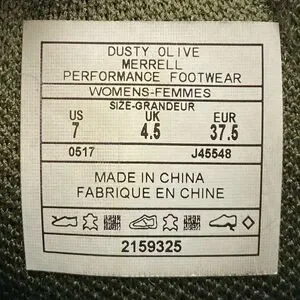 DUSTY OLIVE
MERRELL
PERFORMANCE FOOTWEAR
WOMENS-FEMMES
SIZE-GRANDEUR
US UK EUR
7 4.5 37.5
0517 J45548
MADE IN CHINA
FABRIQUE EN CHINE
2159325